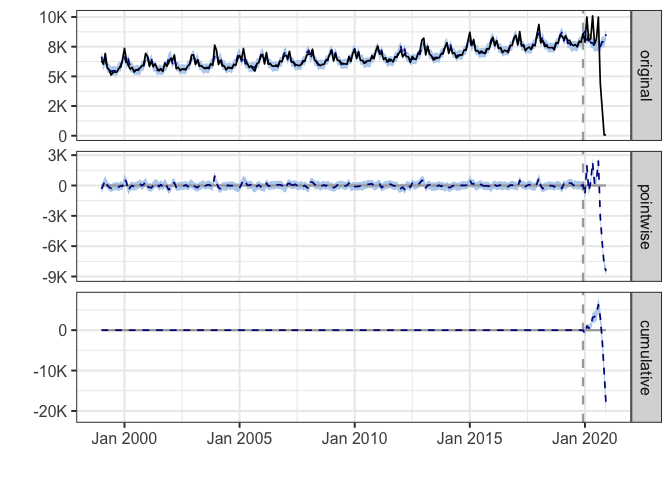 10K
8K
5K
2K
0
original
3K
0
-3K
-6K
-9K
pointwise
0
-10K
-20K
cumulative
Jan 2000 Jan 2005 Jan 2010 Jan 2015 Jan 2020